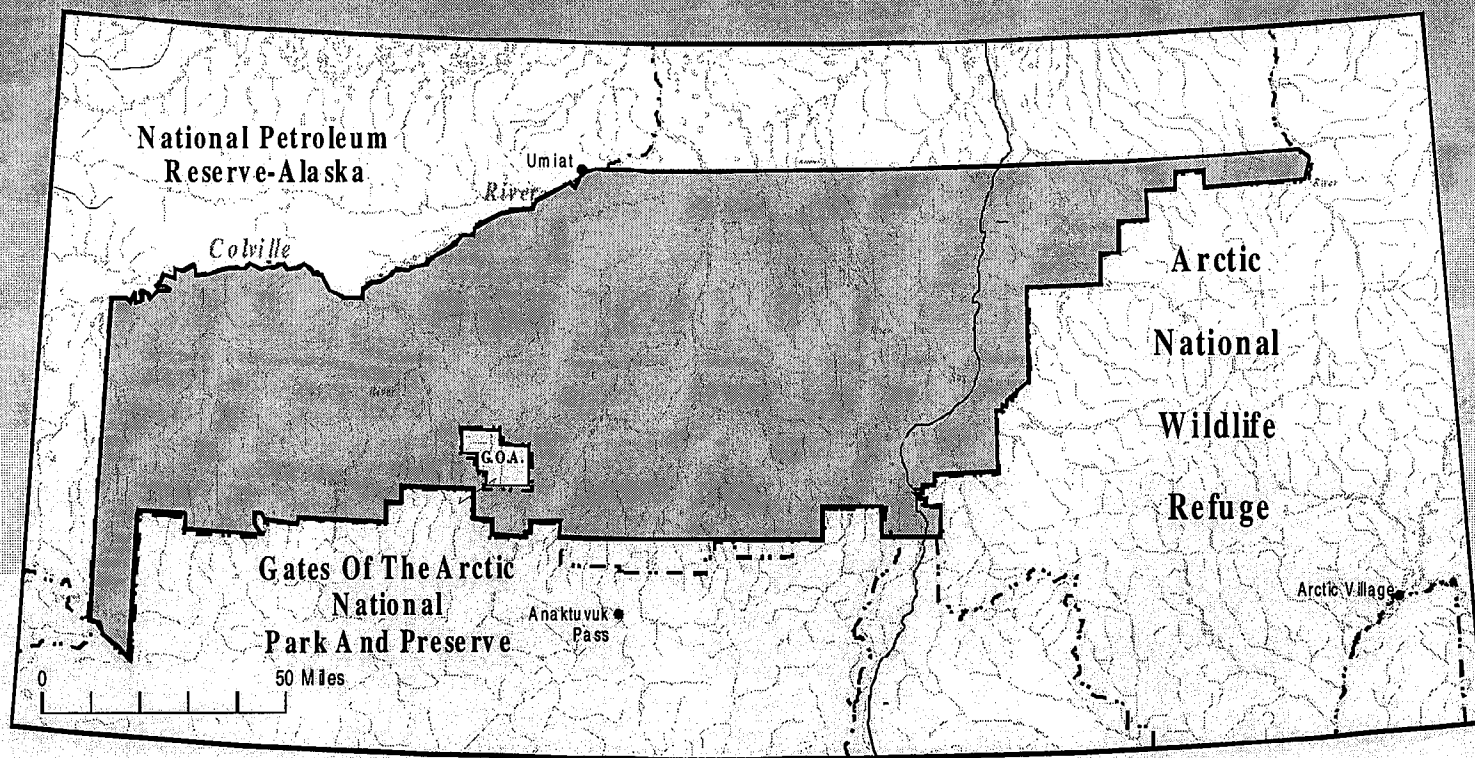 National Petroleum
Reserve-Alaska
Umiat
River
Colville
River
Arctic
National
Wildlife
Refuge
River
G.O.A.
Gates Of The Arctic
National
Park And Preserve
Anaktuvuk
Pass
Arctic Village
0
50 Miles